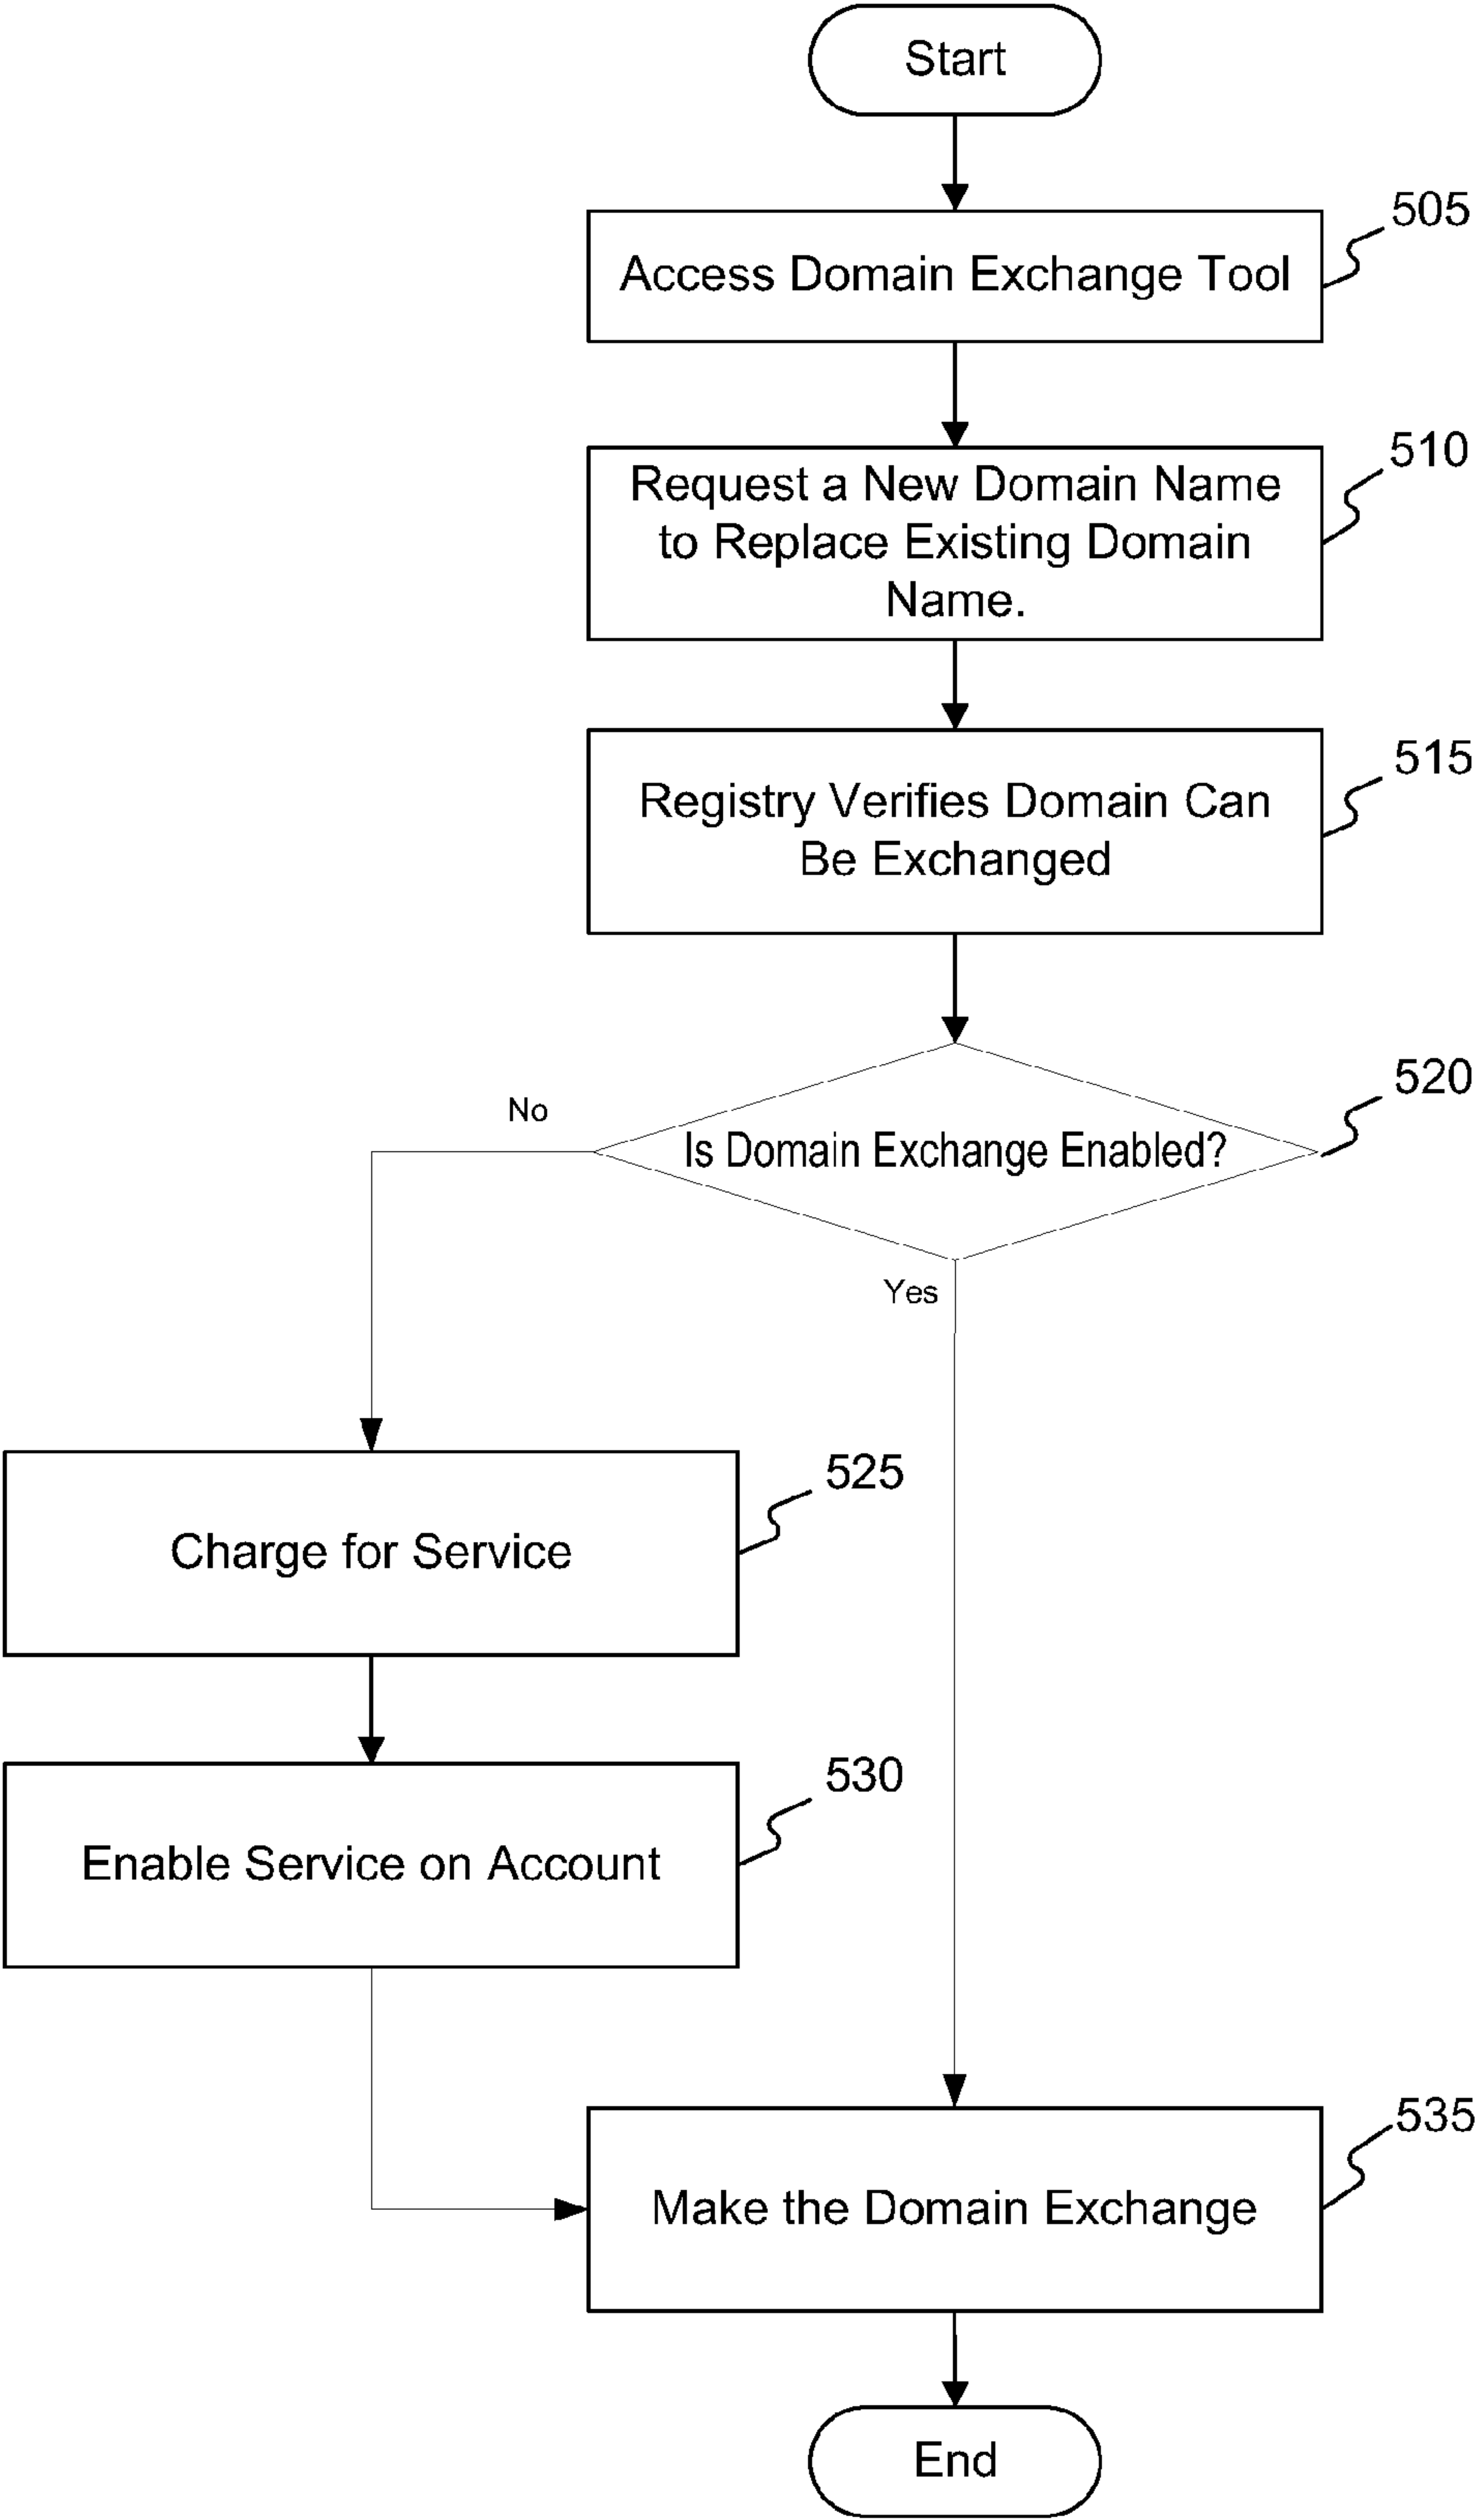 Start
505
Access Domain Exchange Tool
510
Request a New Domain Name
to Replace Existing Domain
Name.
515
Registry Verifies Domain Can
Be Exchanged
520
No
Is Domain Exchange Enabled?
Yes
525
Charge for Service
530
Enable Service on Account
535
Make the Domain Exchange
End